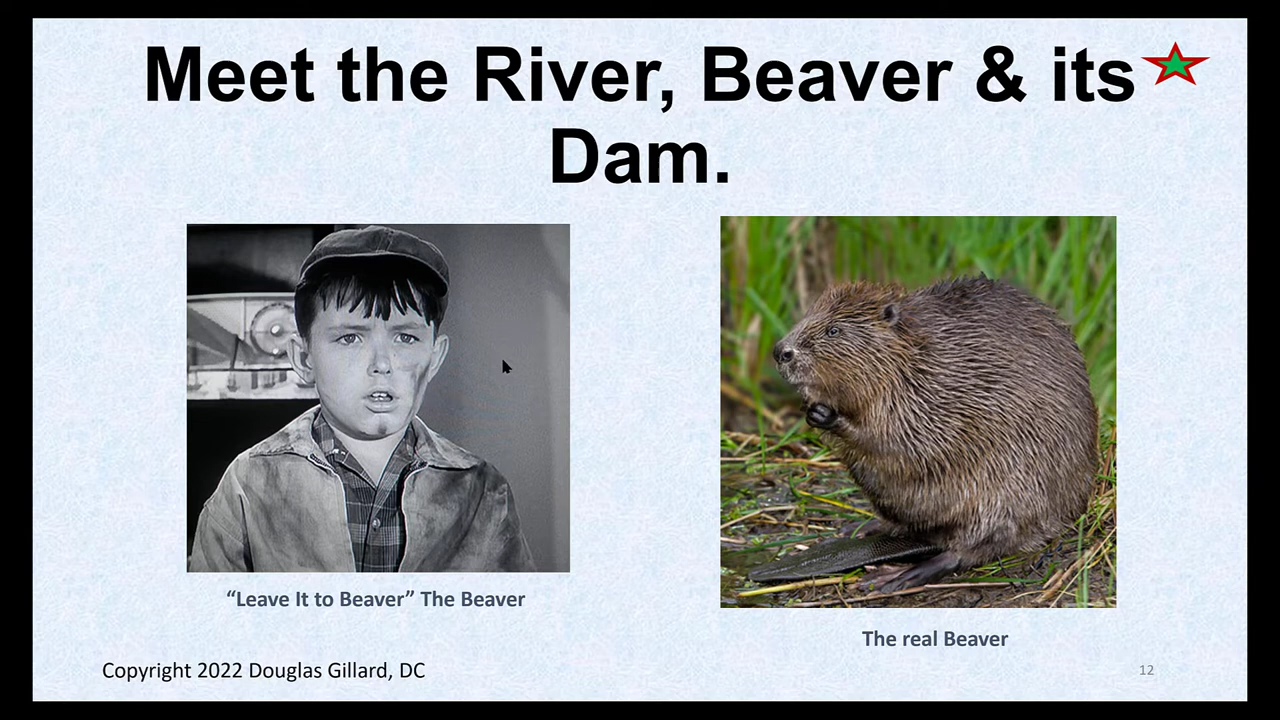 Meet the River, Beaver & its
Dam.
“Leave It to Beaver” The Beaver
The real Beaver
Copyright 2022 Douglas Gillard, DC
12